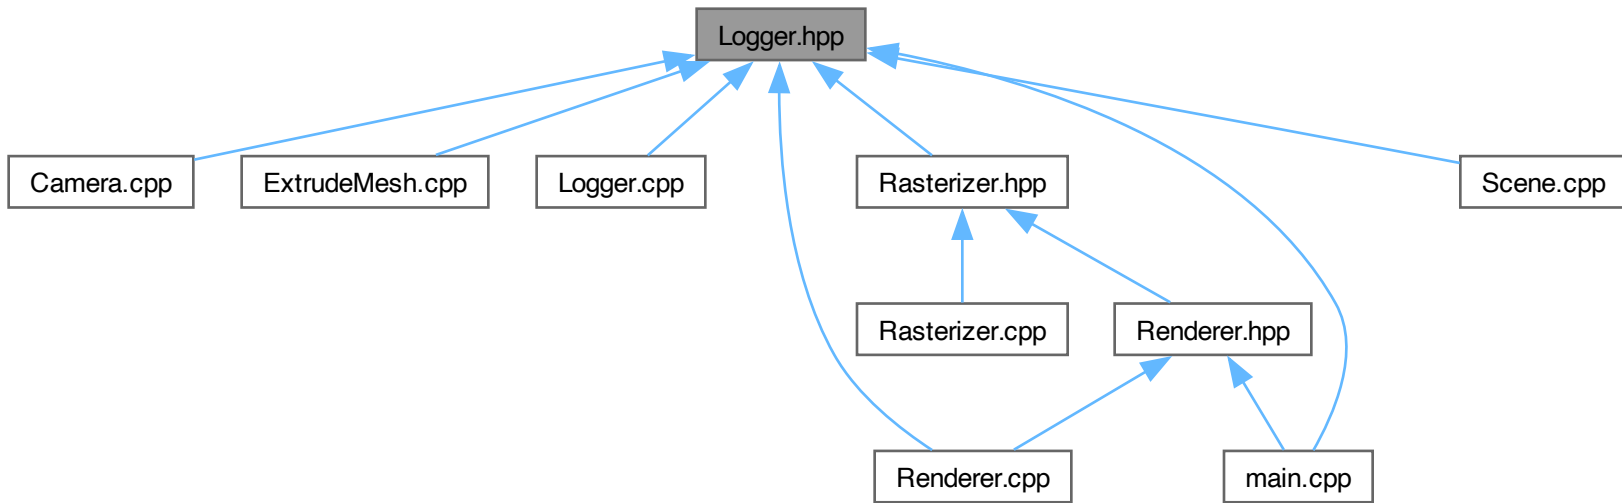 Logger.hpp
Camera.cpp
ExtrudeMesh.cpp
Logger.cpp
Rasterizer.hpp
Scene.cpp
Rasterizer.cpp
Renderer.hpp
Renderer.cpp
main.cpp